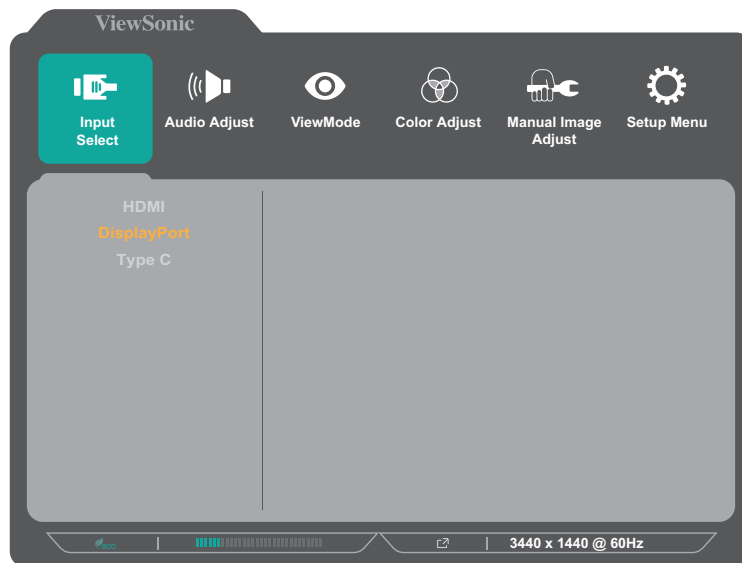 ViewSonic
Input
Select
Audio Adjust
ViewMode
Color Adjust
Manual Image
Adjust
Setup Menu
HDMI
DisplayPort
Type C
eco
3440 x 1440 @ 60Hz